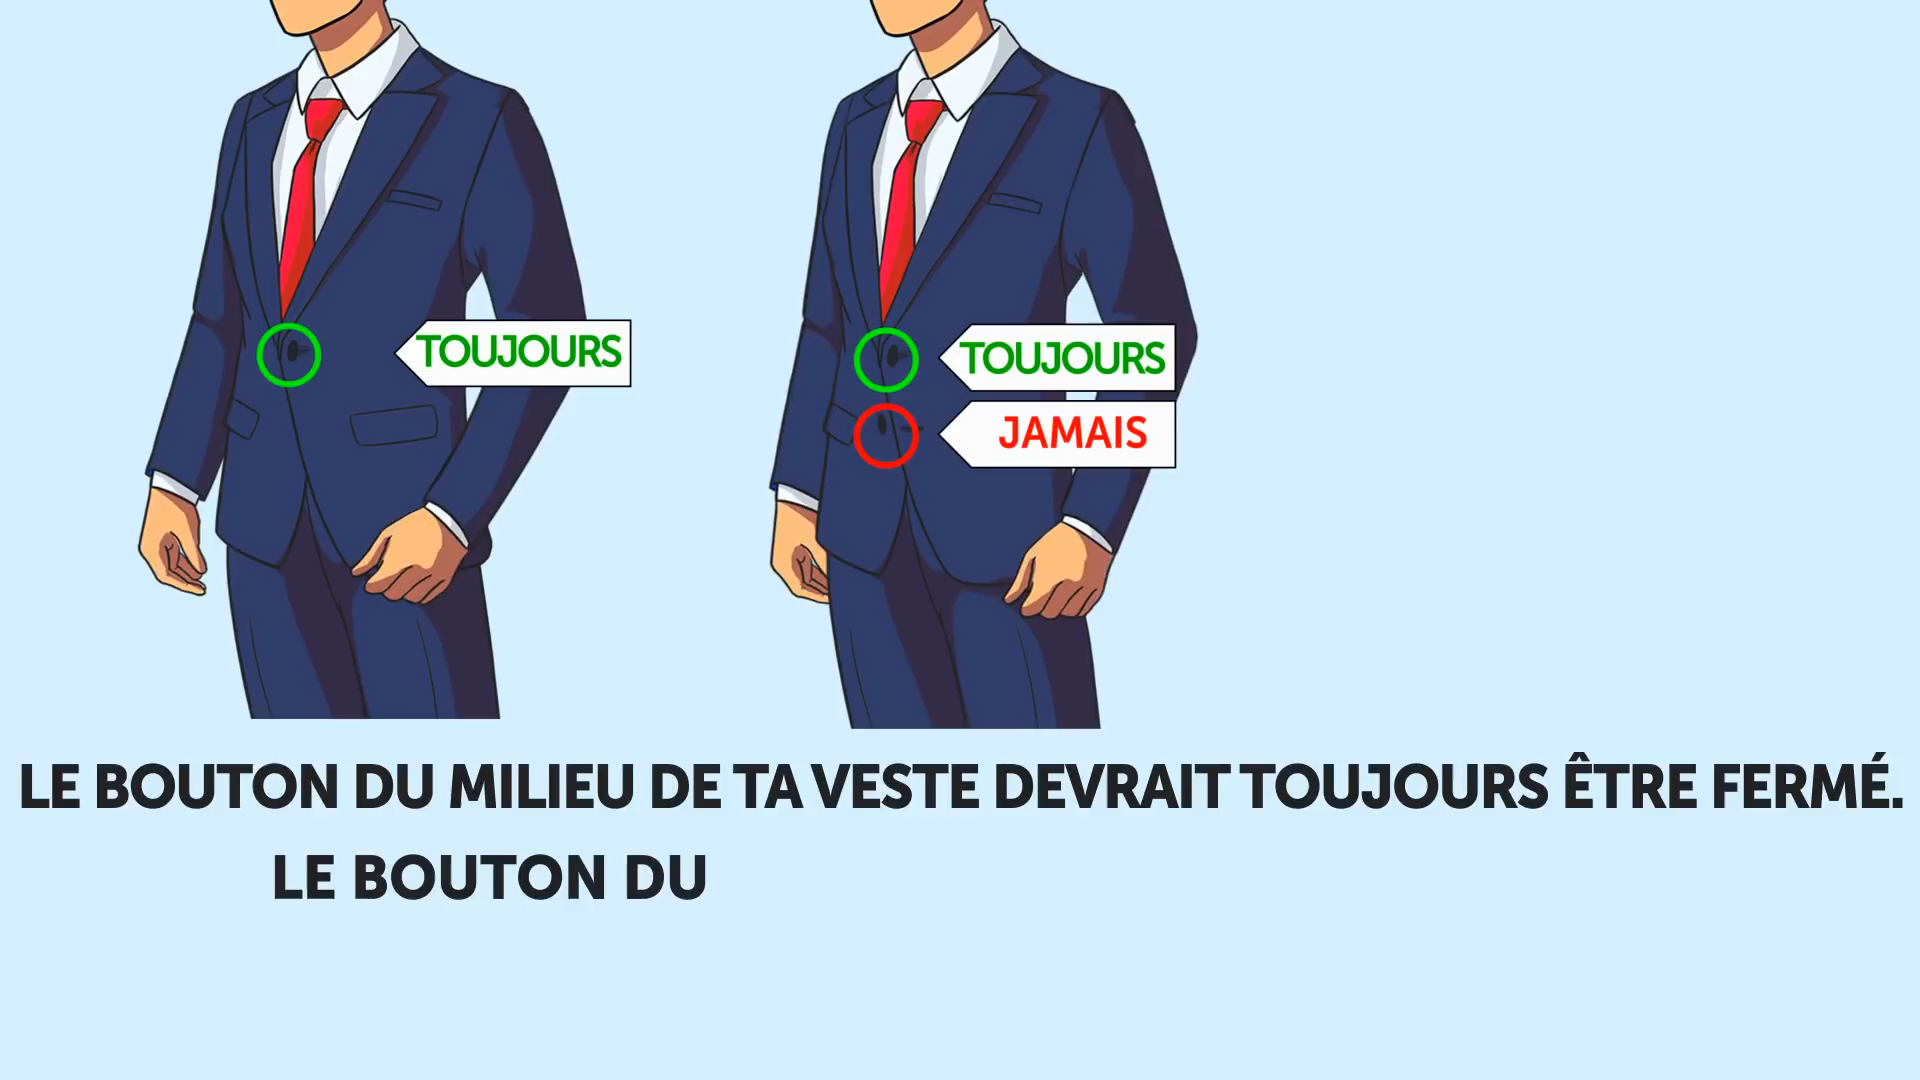 TOUJOURS
TOUJOURS
JAMAIS
LE BOUTON DU MILIEU DE TA VESTE DEVRAIT TOUJOURS ÊTRE FERMÉ.
LE BOUTON DU